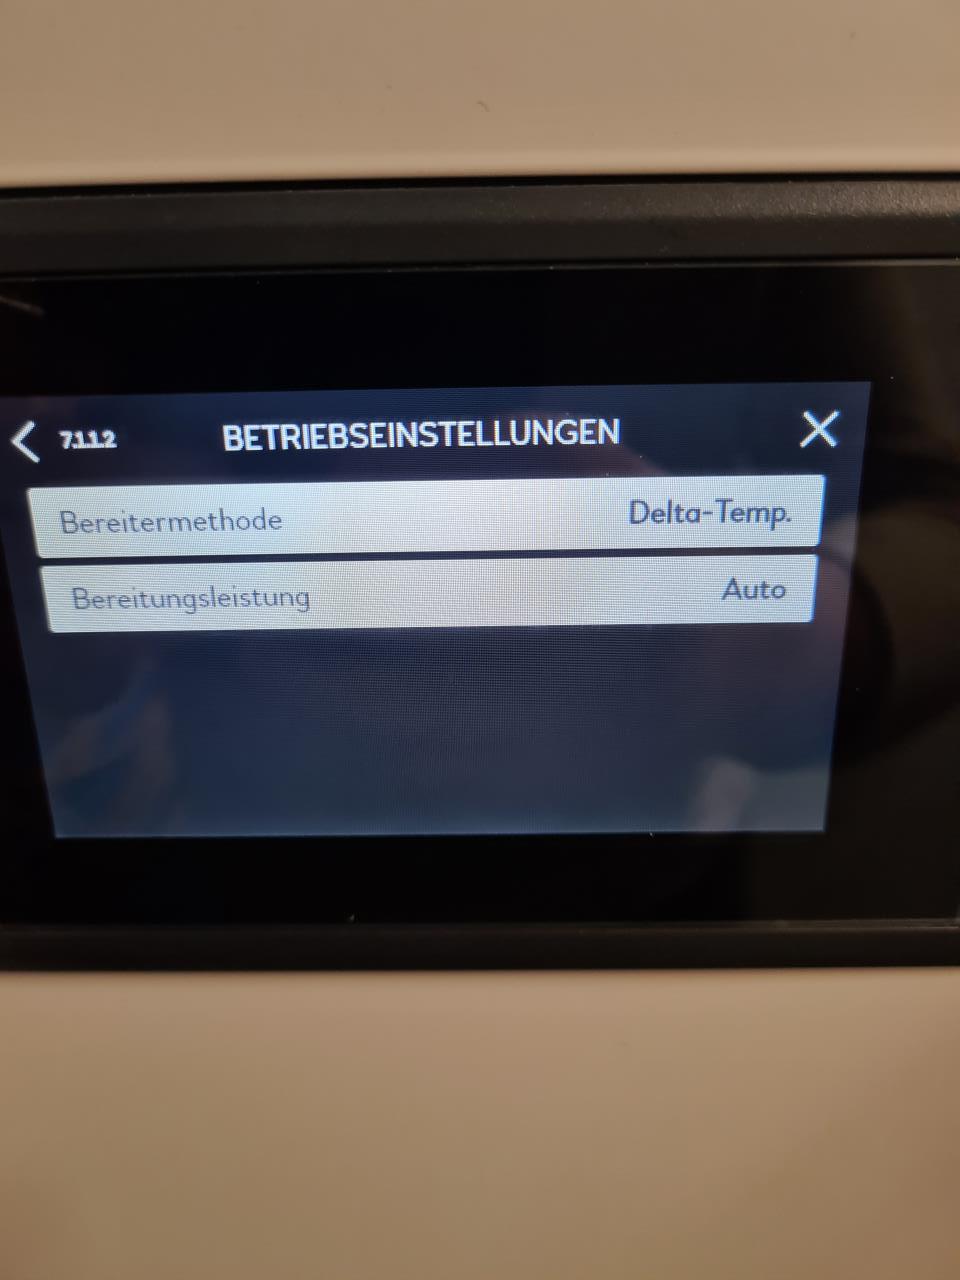 7.1.1.2 BETRIEBSEINSTELLUNGEN
Bereitermethode Delta-Temp.
Bereitungsleistung Auto